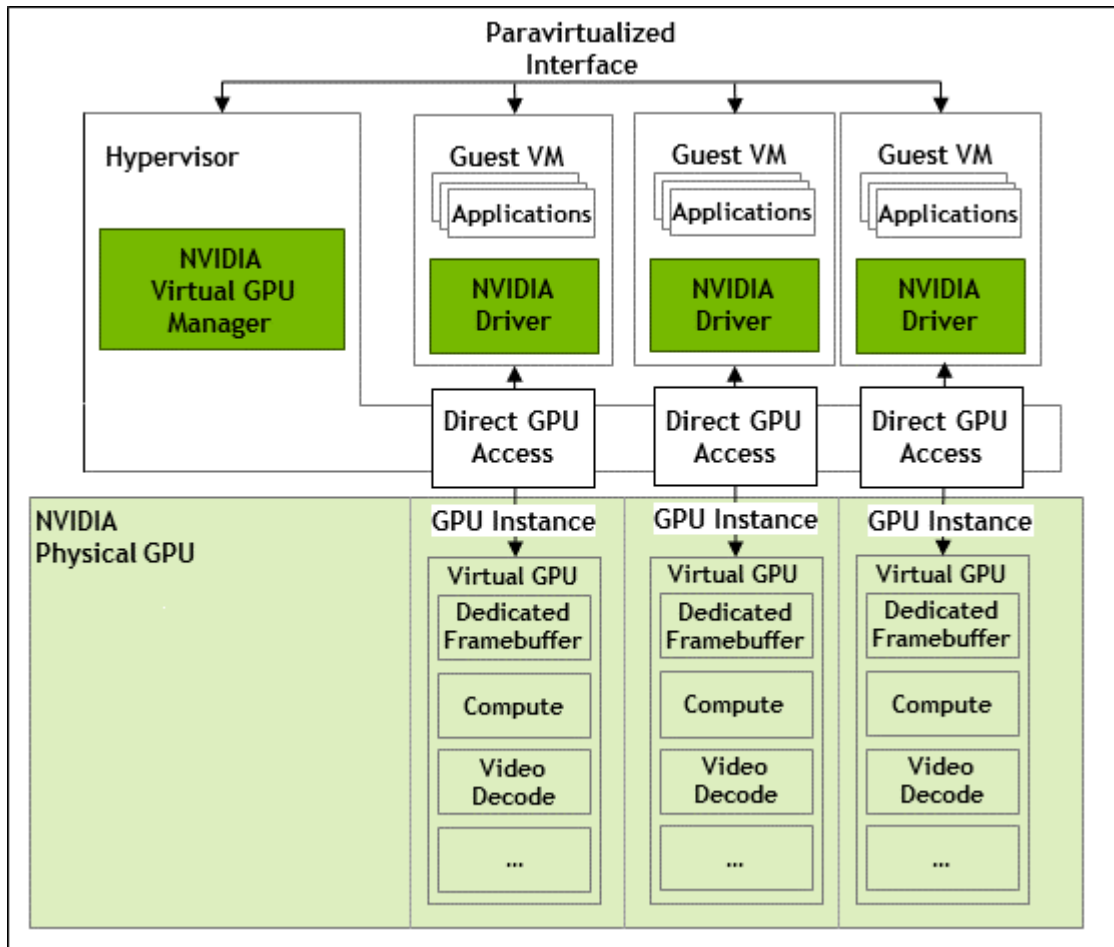 Paravirtualized
Interface
Hypervisor
NVIDIA
Virtual GPU
Manager
Guest VM
Applications
NVIDIA
Driver
Guest VM
Applications
NVIDIA
Driver
Guest VM
Applications
NVIDIA
Driver
Direct GPU
Access
Direct GPU
Access
Direct GPU
Access
NVIDIA
Physical GPU
GPU Instance
Virtual GPU
Dedicated
Framebuffer
Compute
Video
Decode
...
GPU Instance
Virtual GPU
Dedicated
Framebuffer
Compute
Video
Decode
...
GPU Instance
Virtual GPU
Dedicated
Framebuffer
Compute
Video
Decode
...